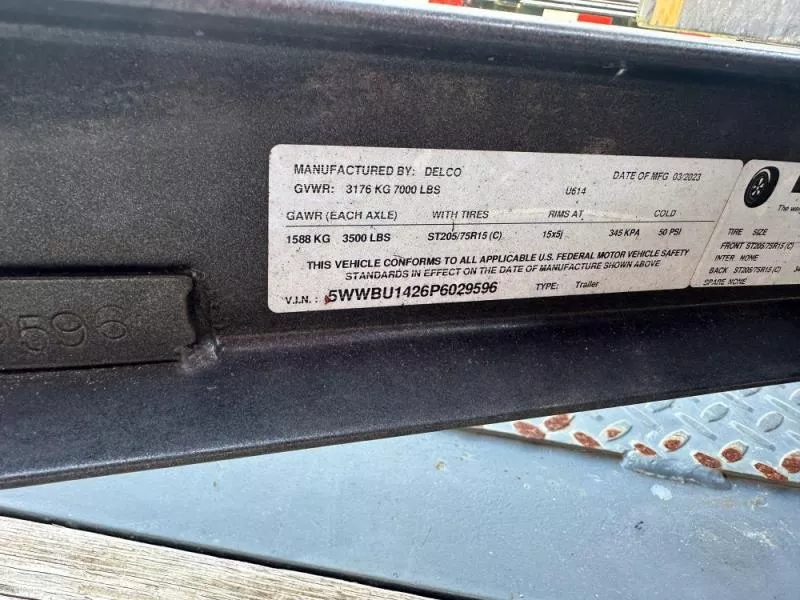 MANUFACTURED BY: DELCO
DATE OF MFG 03/2023
GVWR: 3176 KG 7000 LBS
U614
GAWR (EACH AXLE) WITH TIRES RIMS AT COLD
1588 KG 3500 LBS ST205/75R15 (C) 15x5j 345 KPA 50 PSI
THIS VEHICLE CONFORMS TO ALL APPLICABLE U.S. FEDERAL MOTOR VEHICLE SAFETY
STANDARDS IN EFFECT ON THE DATE OF MANUFACTURE SHOWN ABOVE
V.I.N. : 5WWBU1426P6029596 TYPE: Trailer
The
TIRE SIZE
FRONT ST205/75R15 (C)
INTER NONE
BACK ST205/75R15 (C)
SPARE NONE
9596